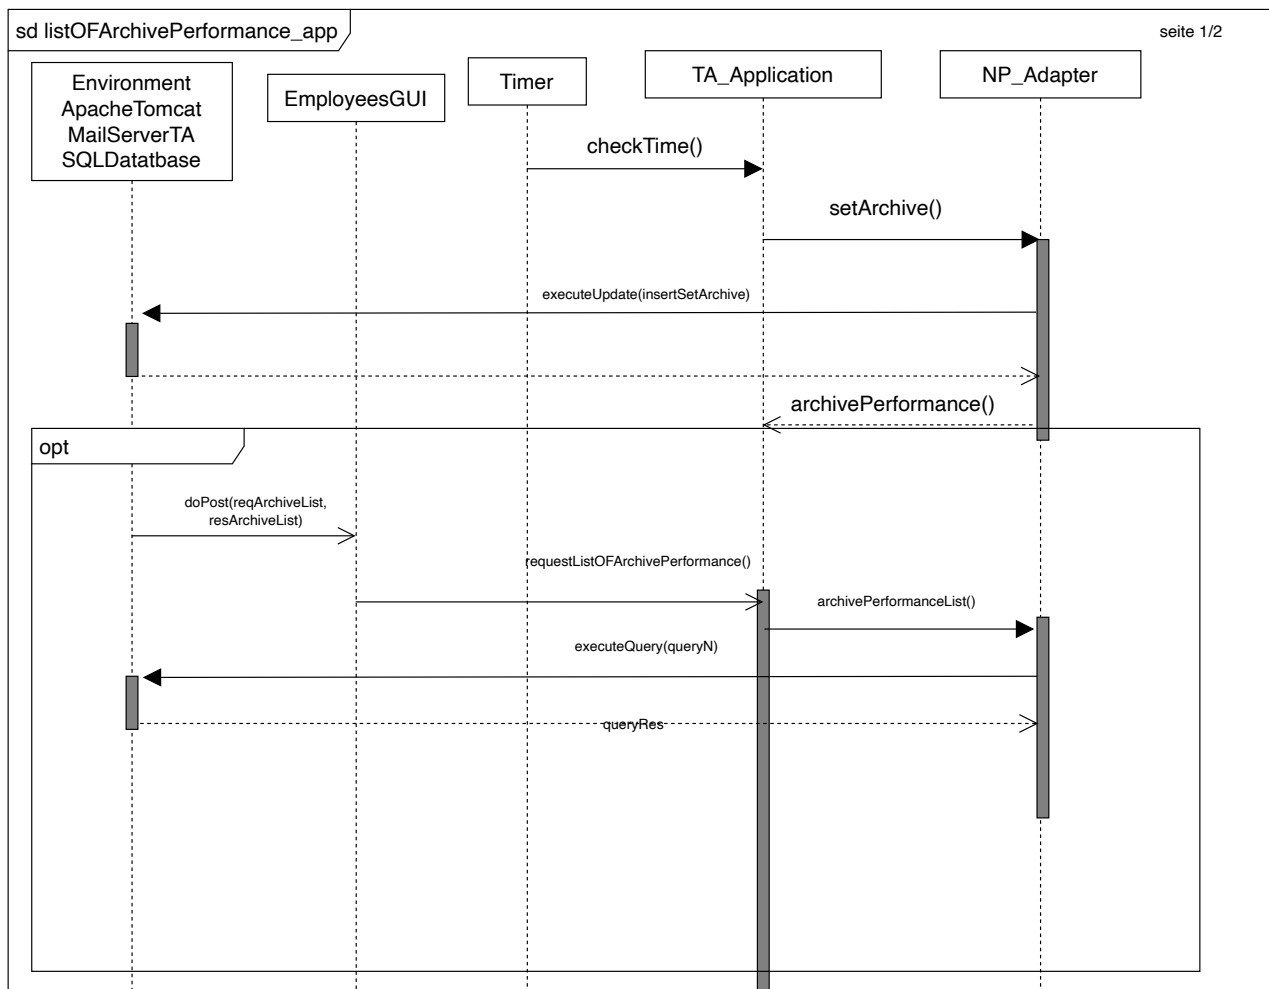 sd listOFArchivePerformance_app
seite 1/2
Environment
ApacheTomcat
MailServerTA
SQLDatatbase
EmployeesGUI
Timer
TA_Application
NP_Adapter
checkTime()
setArchive()
executeUpdate(insertSetArchive)
archivePerformance()
opt
doPost(reqArchiveList,
resArchiveList)
requestListOFArchivePerformance()
archivePerformanceList()
executeQuery(queryN)
queryRes